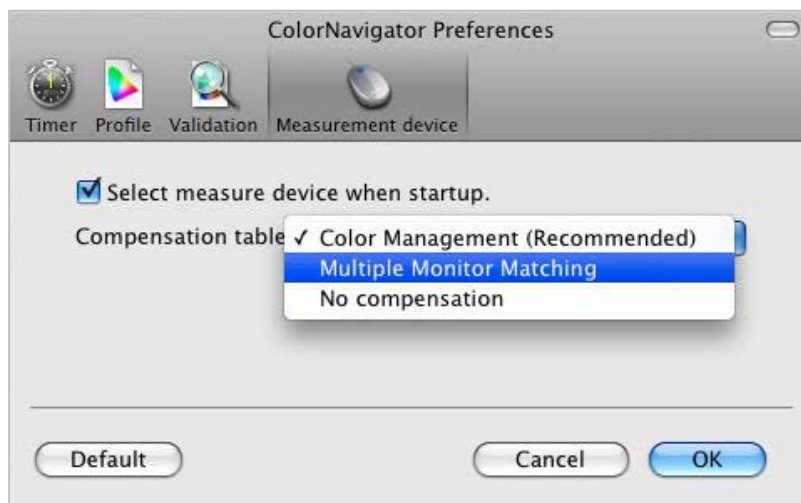 ColorNavigator Preferences
Timer Profile Validation Measurement device
Select measure device when startup.
Compensation table
✓ Color Management (Recommended)
Multiple Monitor Matching
No compensation
Default Cancel OK